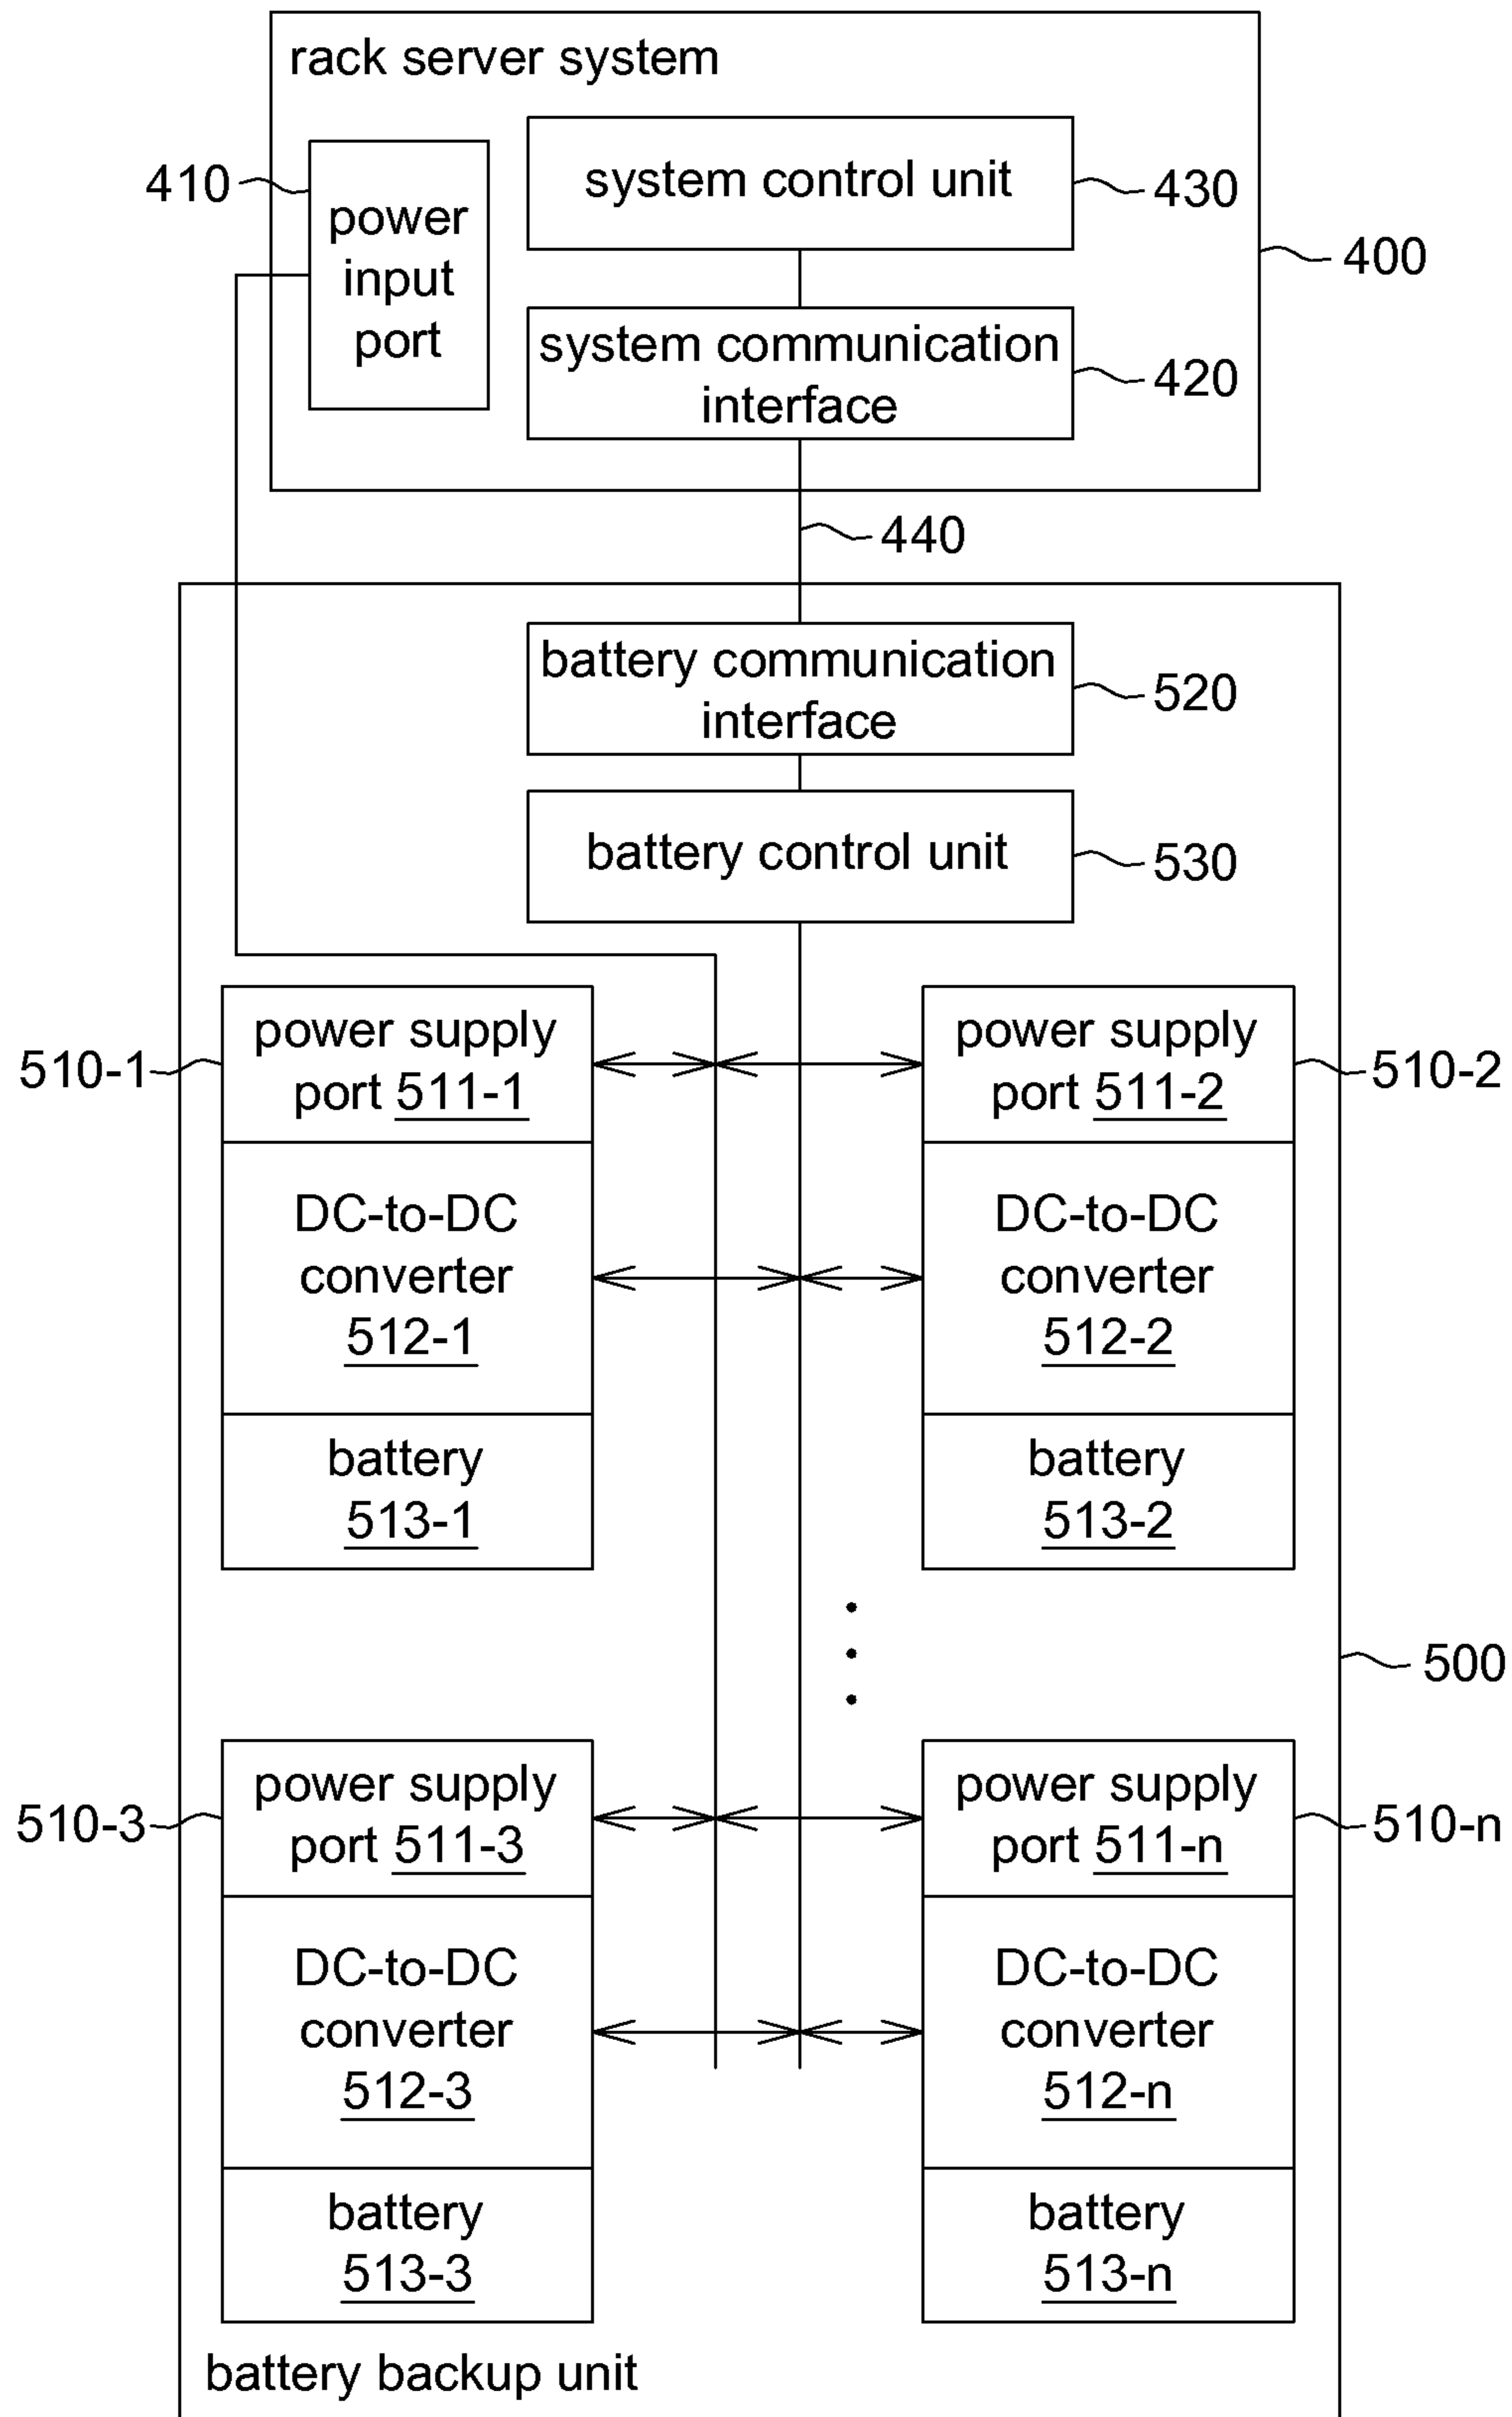 rack server system
410
power
input
port
system control unit
430
400
system communication
interface
420
440
battery communication
interface
520
battery control unit
530
510-1
power supply
port 511-1
DC-to-DC
converter
512-1
battery
513-1
power supply
port 511-2
510-2
DC-to-DC
converter
512-2
battery
513-2
500
510-3
power supply
port 511-3
DC-to-DC
converter
512-3
battery
513-3
power supply
port 511-n
510-n
DC-to-DC
converter
512-n
battery
513-n
battery backup unit